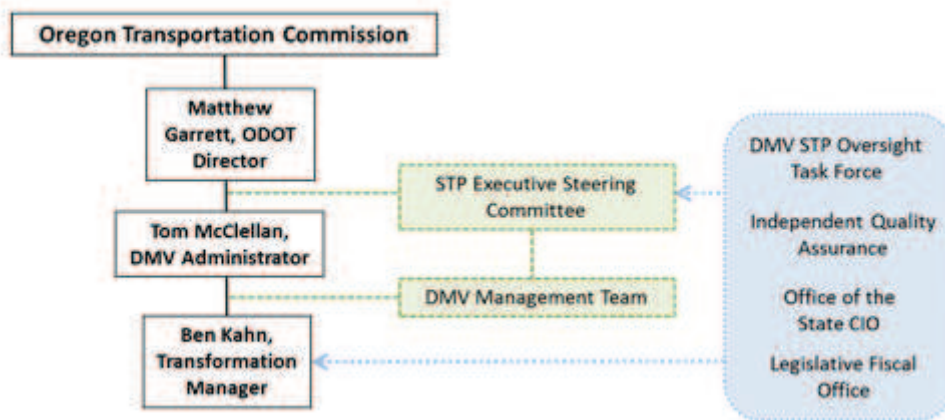 Oregon Transportation Commission
Matthew
Garrett, ODOT
Director
STP Executive Steering
Committee
Tom McClellan,
DMV Administrator
DMV Management Team
Ben Kahn,
Transformation
Manager
DMV STP Oversight
Task Force
Independent Quality
Assurance
Office of the
State CIO
Legislative Fiscal
Office